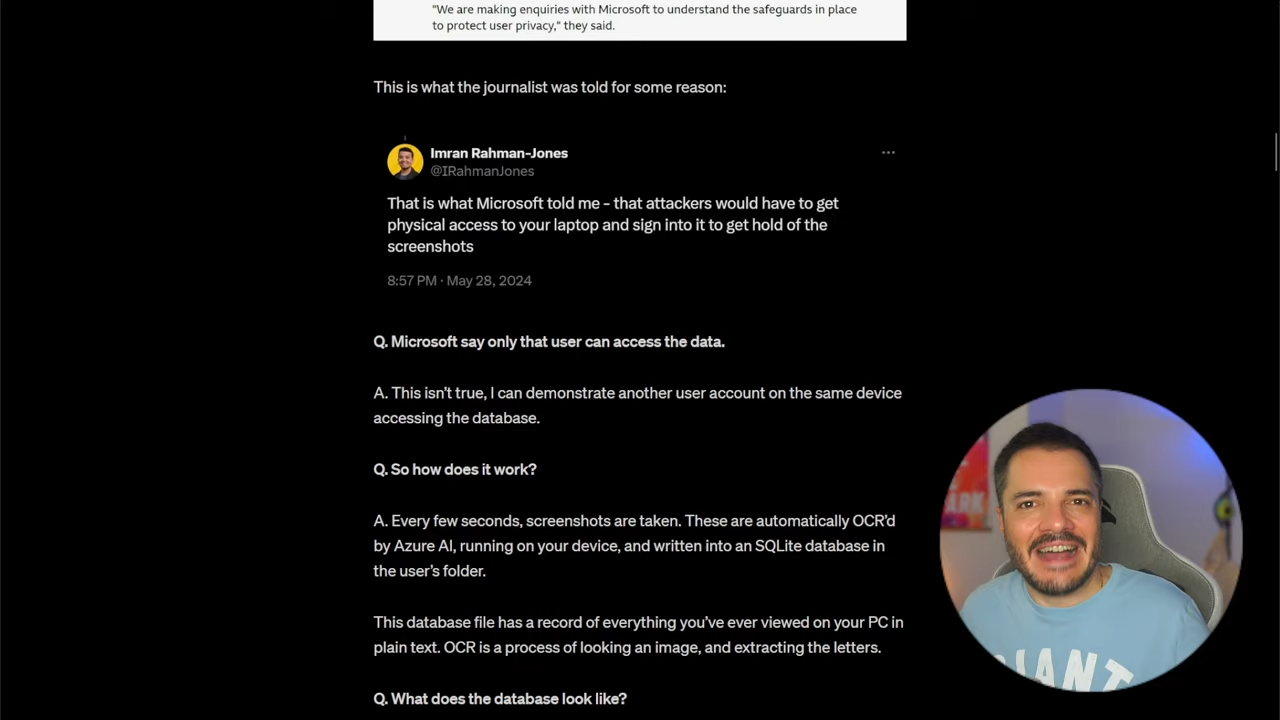 "We are making enquiries with Microsoft to understand the safeguards in place
to protect user privacy," they said.
This is what the journalist was told for some reason:
Imran Rahman-Jones
@IRahmanJones
That is what Microsoft told me - that attackers would have to get
physical access to your laptop and sign into it to get hold of the
screenshots
8:57 PM · May 28, 2024
Q. Microsoft say only that user can access the data.
A. This isn’t true, I can demonstrate another user account on the same device
accessing the database.
Q. So how does it work?
A. Every few seconds, screenshots are taken. These are automatically OCR’d
by Azure AI, running on your device, and written into an SQLite database in
the user’s folder.
This database file has a record of everything you’ve ever viewed on your PC in
plain text. OCR is a process of looking an image, and extracting the letters.
Q. What does the database look like?